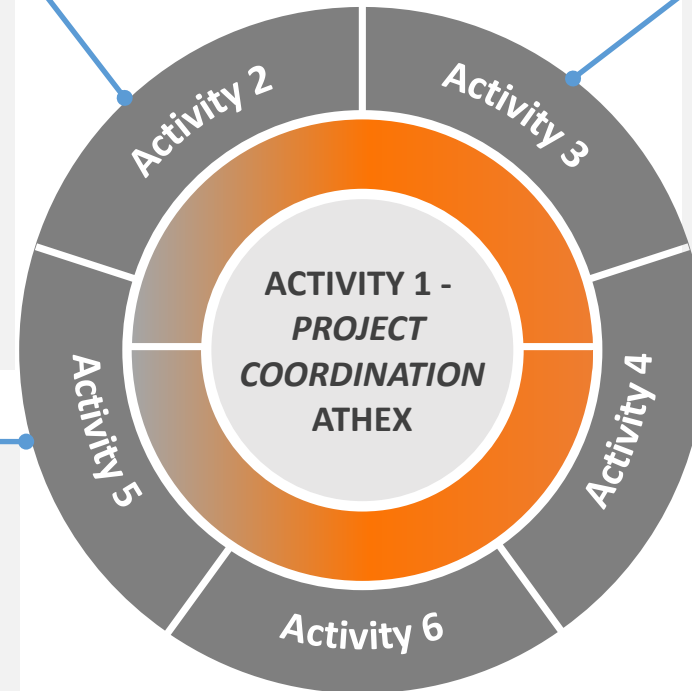 Activity 2
Activity 3
ACTIVITY 1 -
PROJECT
COORDINATION
ATHEX
Activity 5
Activity 4
Activity 6